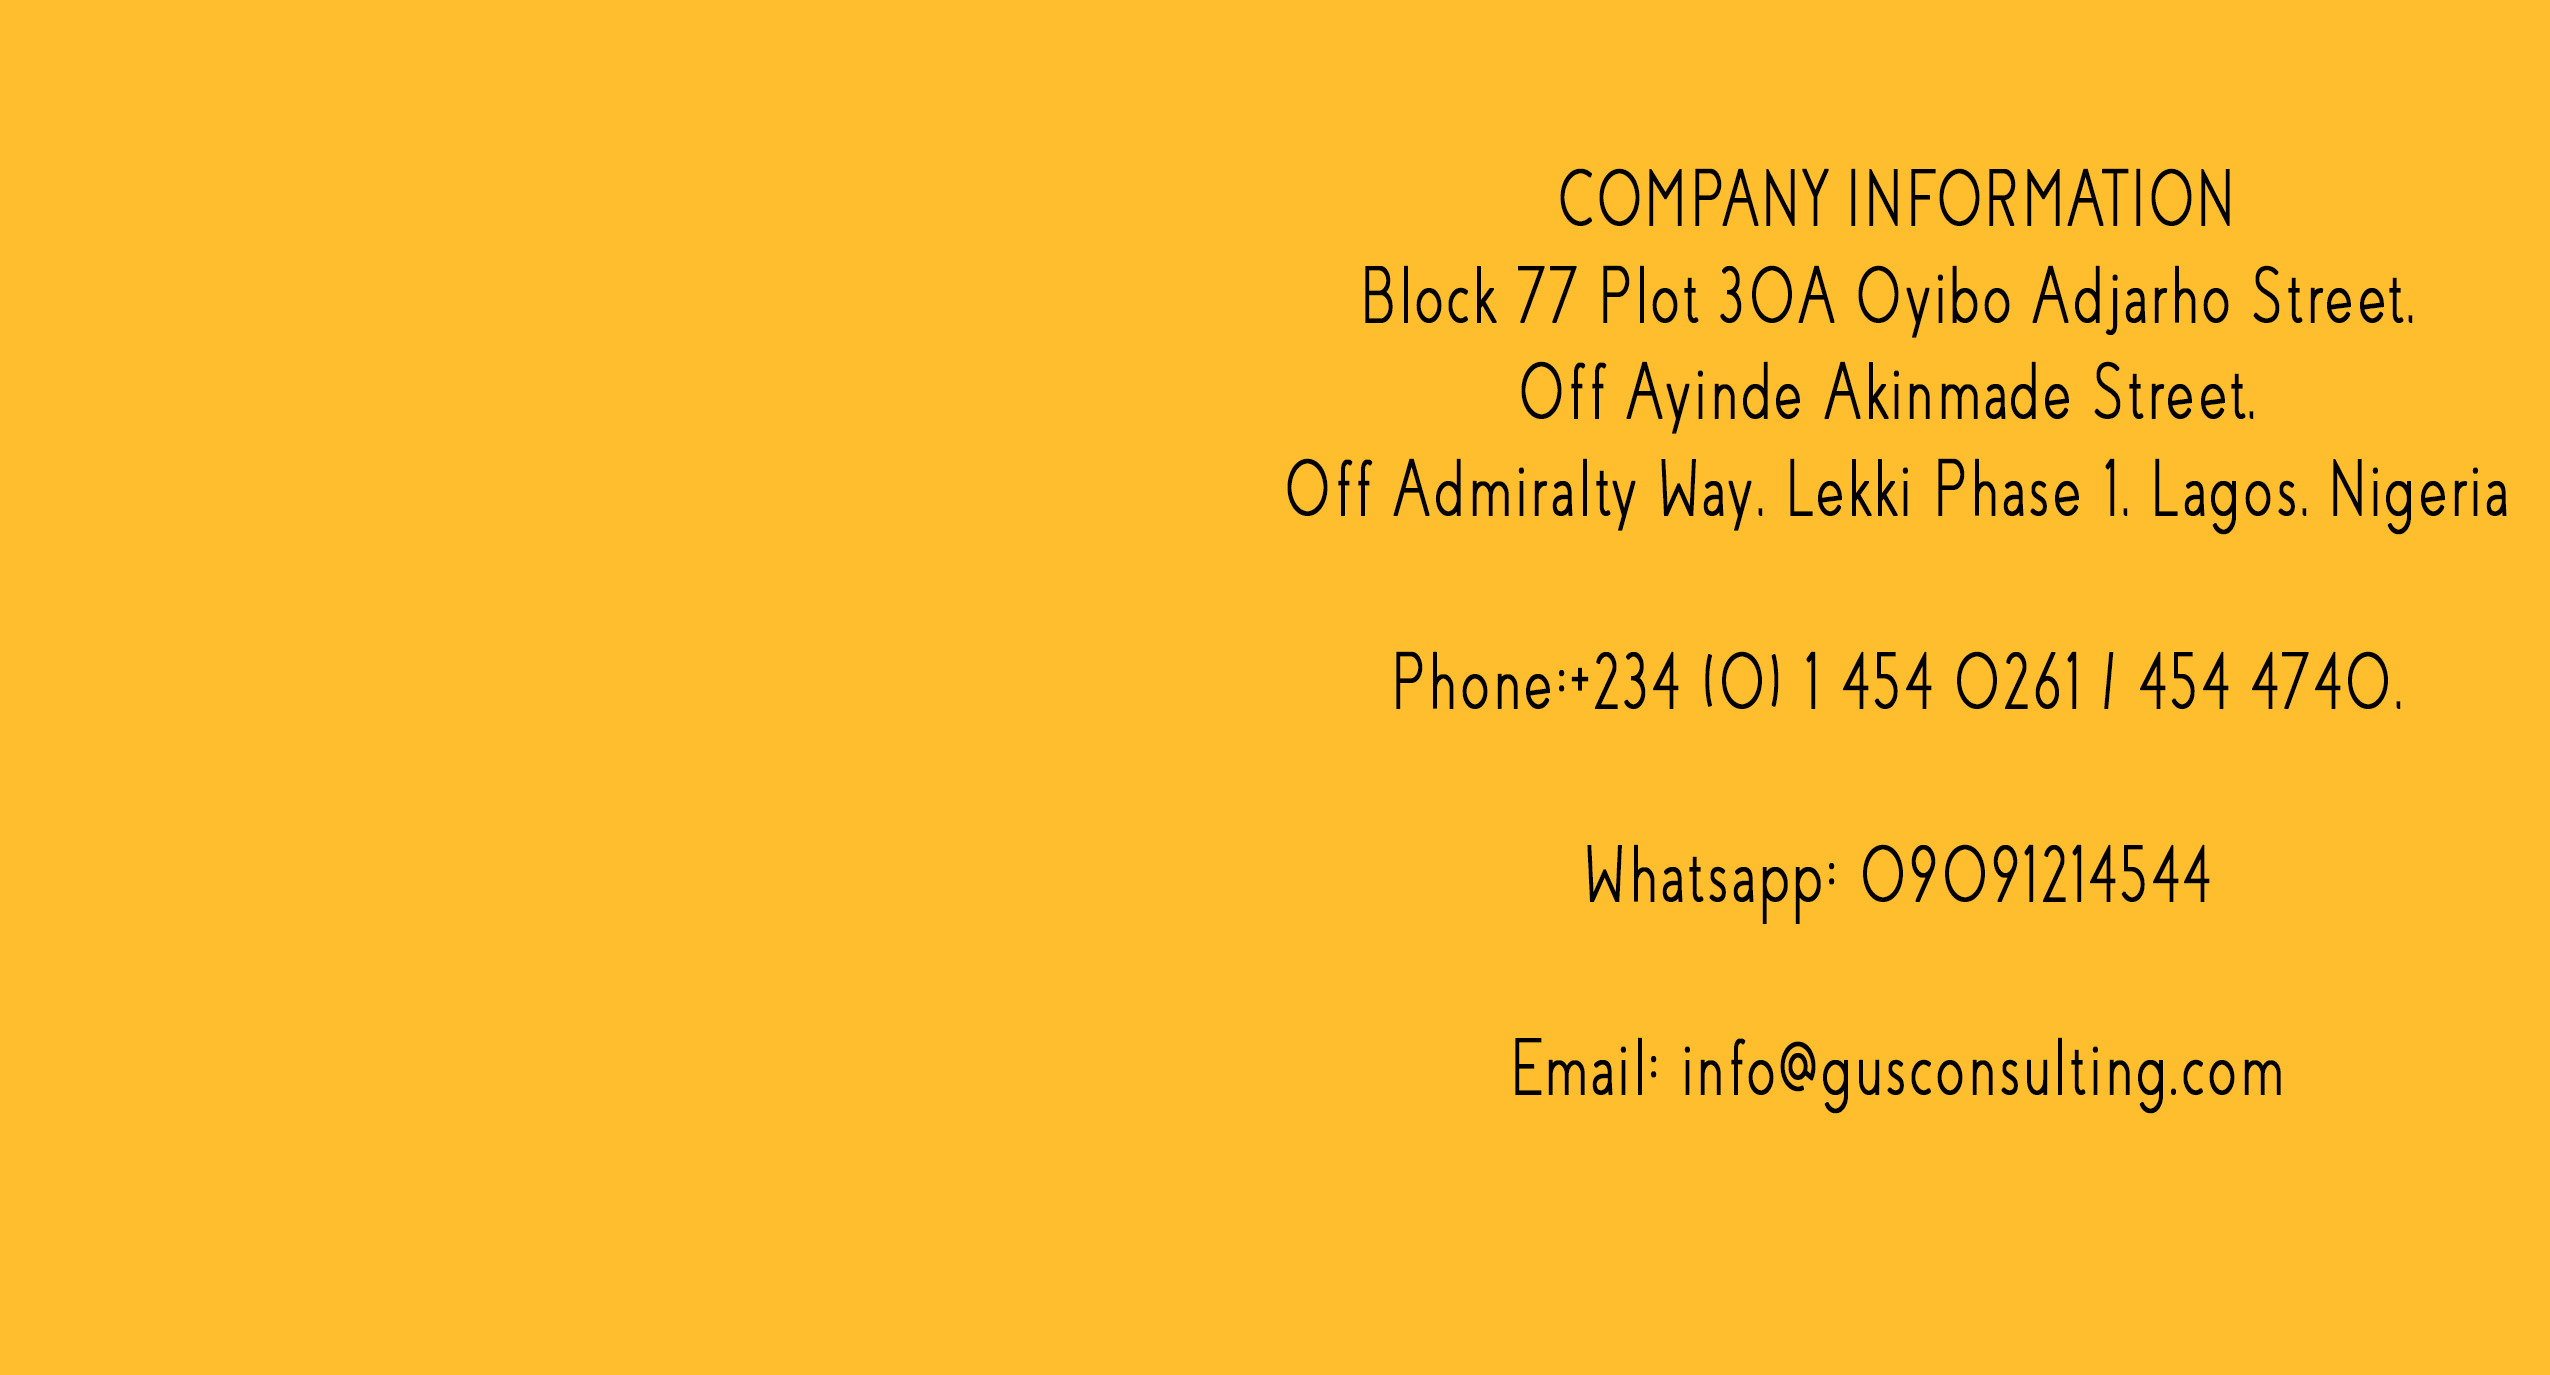 COMPANY INFORMATION
Block 77 Plot 30A Oyibo Adjarho Street,
Off Ayinde Akinmade Street,
Off Admiralty Way, Lekki Phase 1, Lagos, Nigeria
Phone:+234 (0) 1 454 0261 / 454 4740,
Whatsapp: 09091214544
Email: info@gusconsulting.com